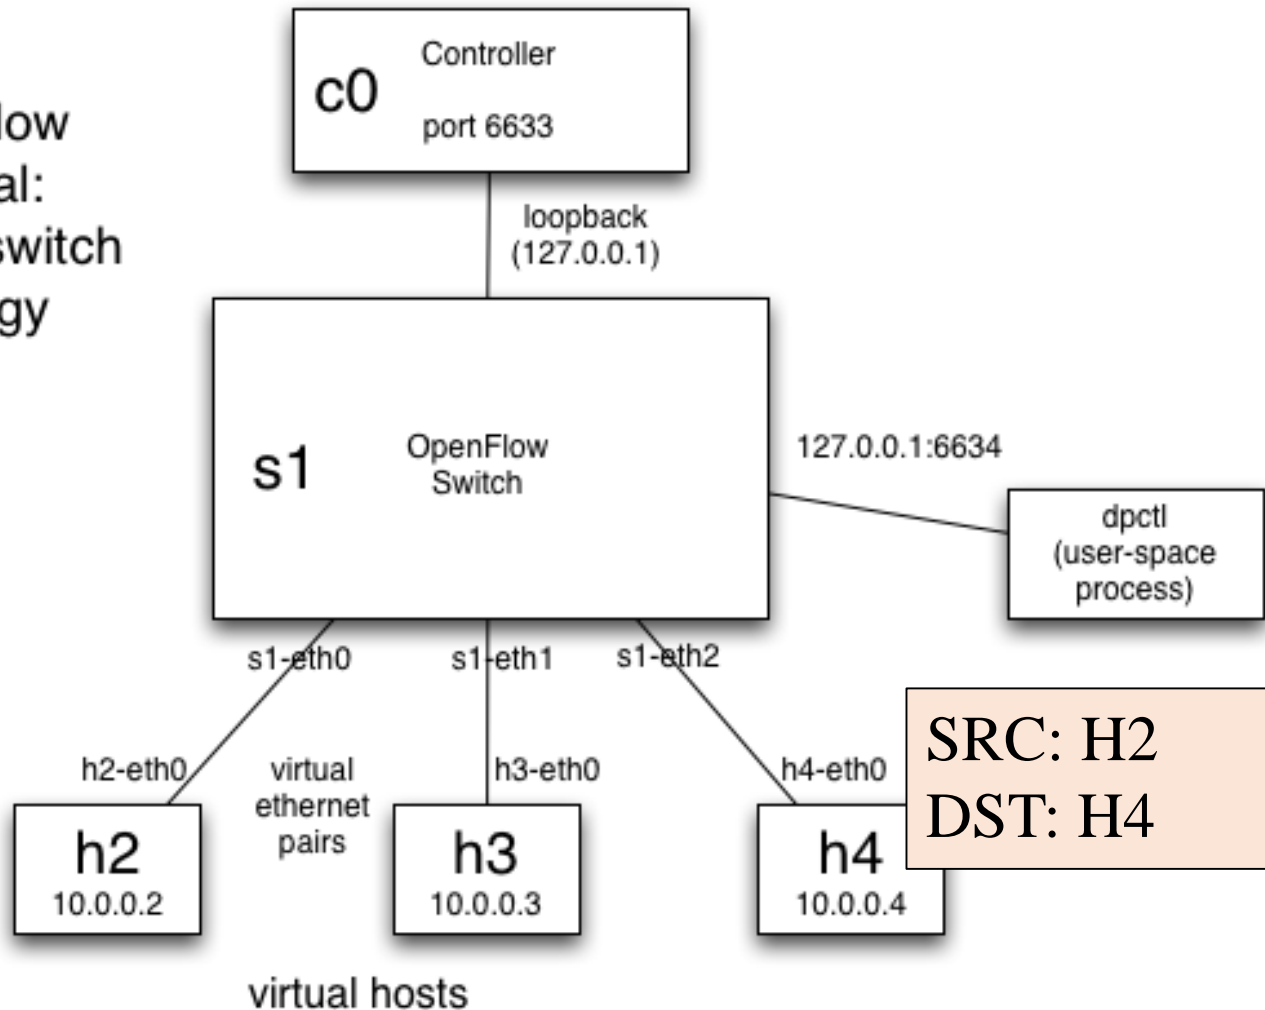 low
al:
switch
gy
c0
Controller
port 6633
loopback
(127.0.0.1)
s1
OpenFlow
Switch
127.0.0.1:6634
dpctl
(user-space
process)
s1-eth0
s1-eth1
s1-eth2
h2-eth0
virtual
ethernet
pairs
h3-eth0
h4-eth0
SRC: H2
DST: H4
h2
10.0.0.2
h3
10.0.0.3
h4
10.0.0.4
virtual hosts